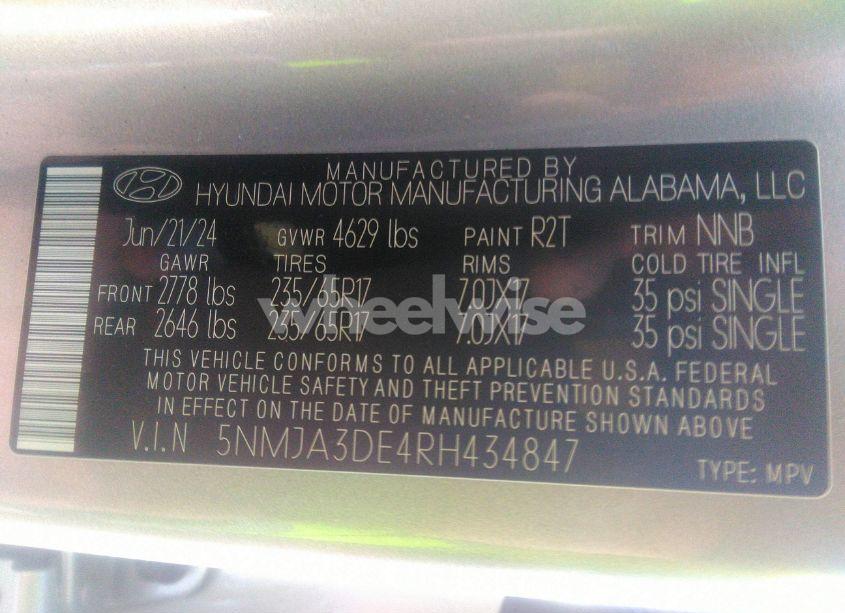 MANUFACTURED BY
HYUNDAI MOTOR MANUFACTURING ALABAMA, LLC
Jun/21/24 GVWR 4629 lbs PAINT R2T TRIM NNB
GAWR TIRES RIMS COLD TIRE INFL
FRONT 2778 lbs 235/65R17 7.0JX17 35 psi SINGLE
REAR 2646 lbs 235/65R17 7.0JX17 35 psi SINGLE
wheelwise
THIS VEHICLE CONFORMS TO ALL APPLICABLE U.S.A. FEDERAL
MOTOR VEHICLE SAFETY AND THEFT PREVENTION STANDARDS
IN EFFECT ON THE DATE OF MANUFACTURE SHOWN ABOVE
V.I.N 5NMJA3DE4RH434847
TYPE: MPV